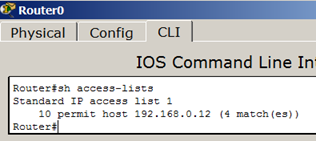 Router0
Physical Config CLI
IOS Command Line Int
Router#sh access-lists
Standard IP access list 1
10 permit host 192.168.0.12 (4 match(es))
Router#